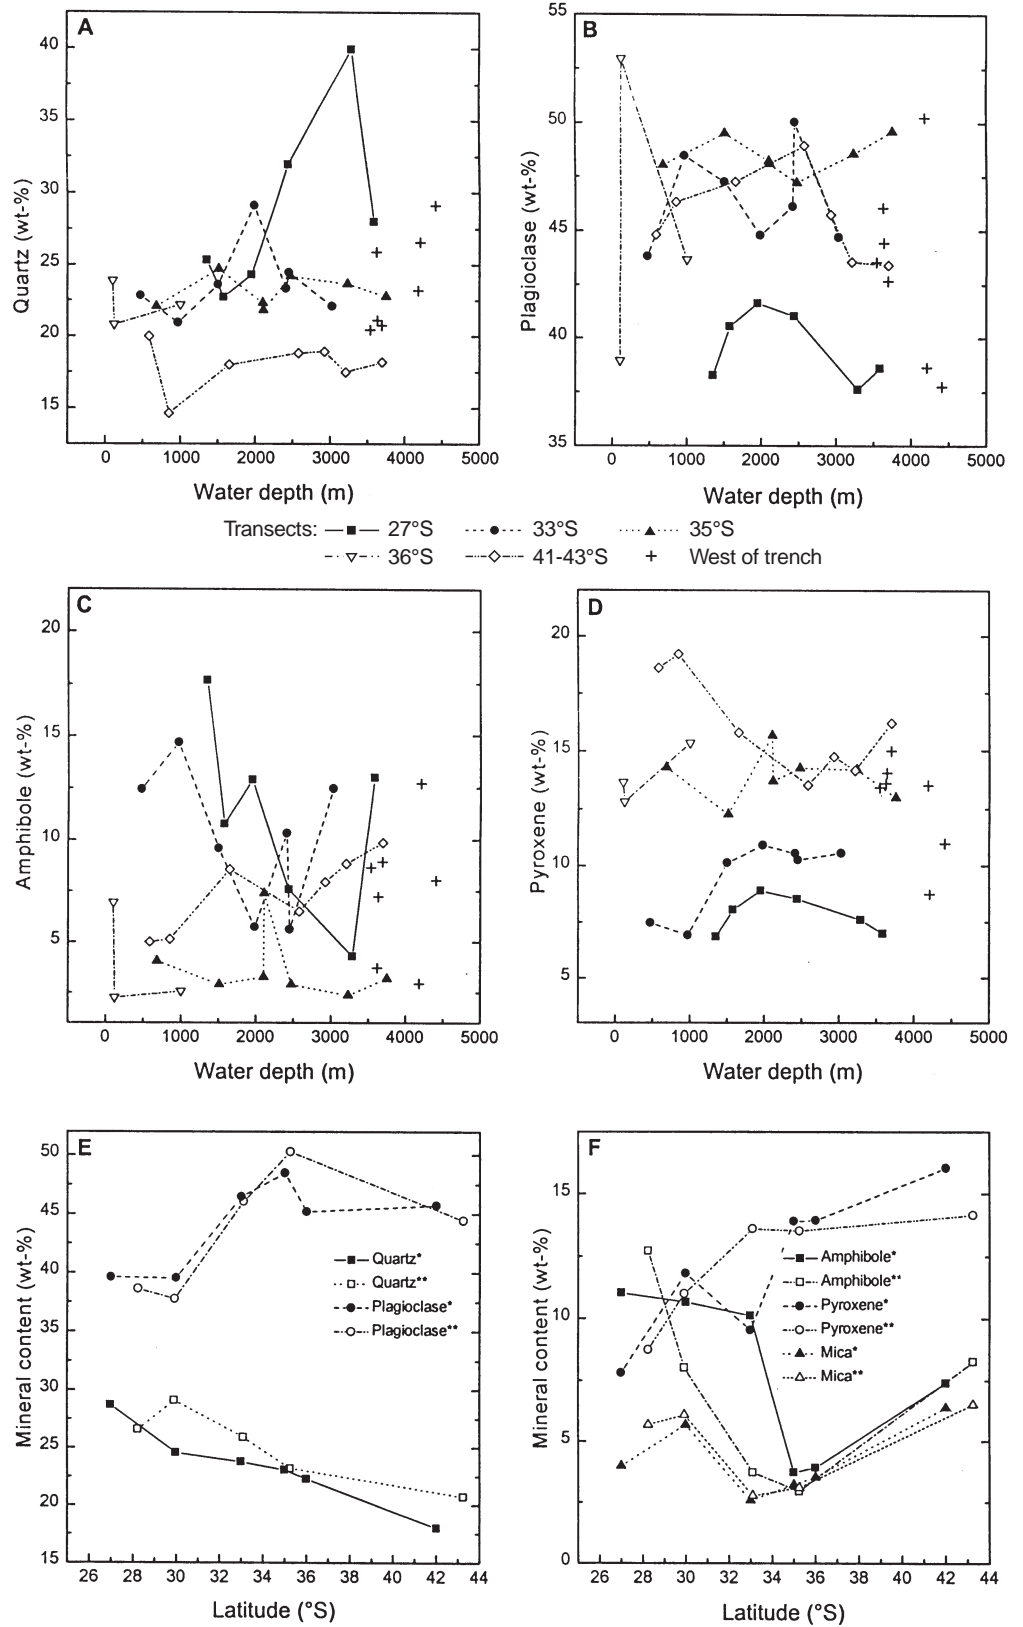 A
40
35
30
25
20
15
Quartz (wt-%)
0 1000 2000 3000 4000 5000
Water depth (m)
B
55
50
45
40
35
Plagioclase (wt-%)
0 1000 2000 3000 4000 5000
Water depth (m)
Transects: 27°S 33°S 35°S
36°S 41-43°S West of trench
C
20
15
10
5
Amphibole (wt-%)
0 1000 2000 3000 4000 5000
Water depth (m)
D
20
15
10
5
Pyroxene (wt-%)
0 1000 2000 3000 4000 5000
Water depth (m)
E
50
45
40
35
30
25
20
15
Mineral content (wt-%)
Quartz*
Quartz**
Plagioclase*
Plagioclase**
26 28 30 32 34 36 38 40 42 44
Latitude (°S)
F
15
10
5
0
Mineral content (wt-%)
Amphibole*
Amphibole**
Pyroxene*
Pyroxene**
Mica*
Mica**
26 28 30 32 34 36 38 40 42 44
Latitude (°S)